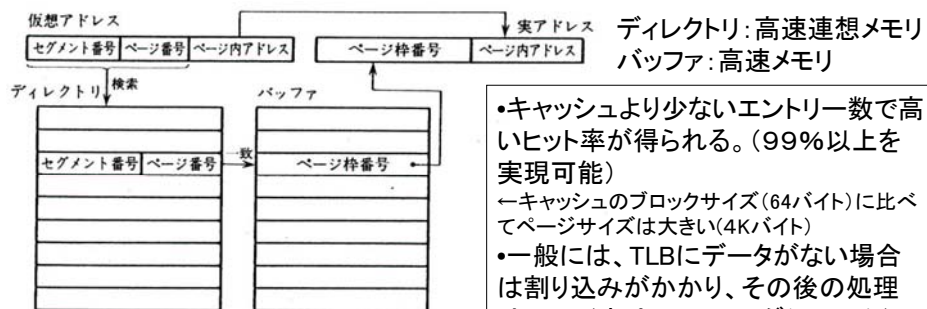 仮想アドレス
セグメント番号 ページ番号 ページ内アドレス
実アドレス
ページ枠番号 ページ内アドレス
検索
ディレクトリ
バッファ
セグメント番号 ページ番号
一致
ページ枠番号
ディレクトリ：高速連想メモリ
バッファ：高速メモリ
•キャッシュより少ないエントリー数で高
いヒット率が得られる。（99%以上を
実現可能）
←キャッシュのブロックサイズ（64バイト）に比べ
てページサイズは大きい（4Kバイト）
•一般には、TLBにデータがない場合
は割り込みがかかり、その後の処理